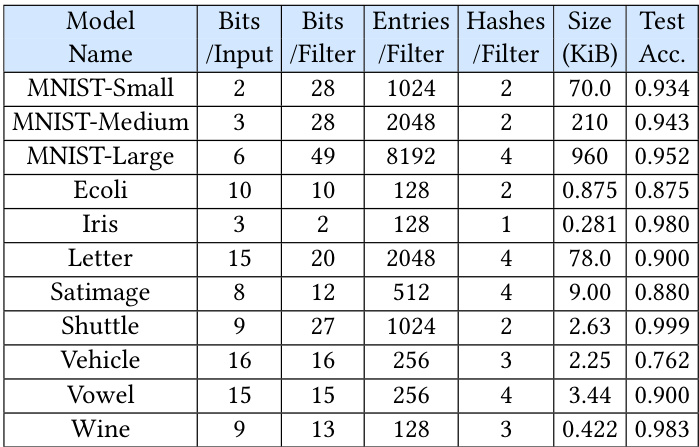 Model Name Bits /Input Bits /Filter Entries /Filter Hashes /Filter Size (KiB) Test Acc.
MNIST-Small 2 28 1024 2 70.0 0.934
MNIST-Medium 3 28 2048 2 210 0.943
MNIST-Large 6 49 8192 4 960 0.952
Ecoli 10 10 128 2 0.875 0.875
Iris 3 2 128 1 0.281 0.980
Letter 15 20 2048 4 78.0 0.900
Satimage 8 12 512 4 9.00 0.880
Shuttle 9 27 1024 2 2.63 0.999
Vehicle 16 16 256 3 2.25 0.762
Vowel 15 15 256 4 3.44 0.900
Wine 9 13 128 3 0.422 0.983